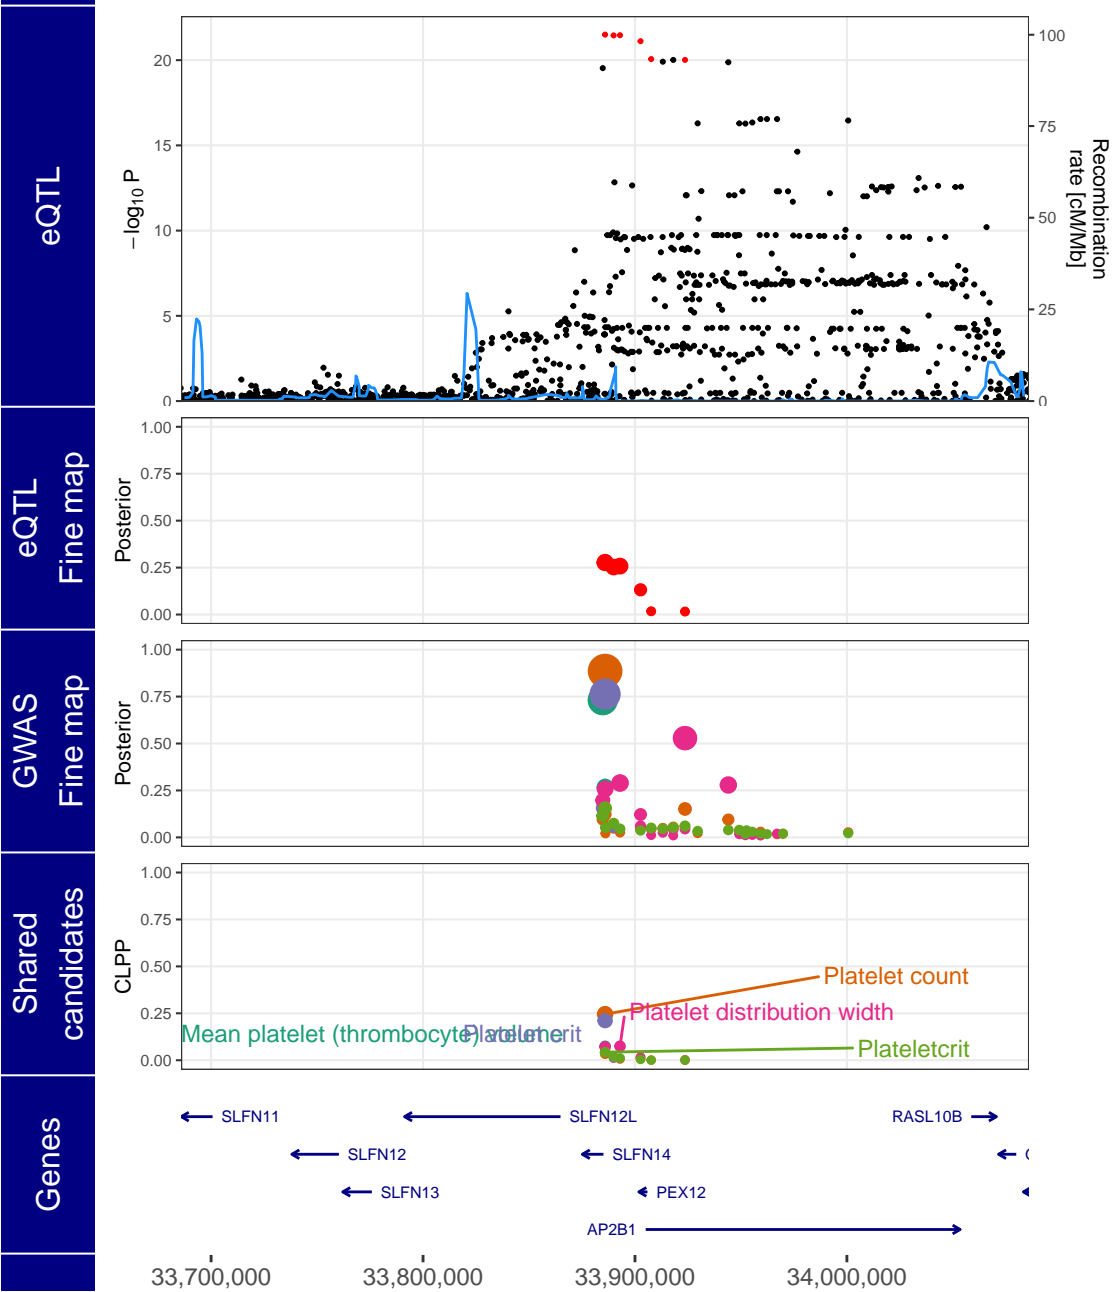 eQTL
−log10 P
20
15
10
5
0
100
75
50
25
0
Recombination
rate [cM/Mb]
eQTL
Fine map
Posterior
1.00
0.75
0.50
0.25
0.00
GWAS
Fine map
Posterior
1.00
0.75
0.50
0.25
0.00
Shared
candidates
CLPP
1.00
0.75
0.50
0.25
0.00
Platelet count
Platelet distribution width
Mean platelet (thrombocyte) volume
Plateletcrit
Plateletcrit
Genes
SLFN11
SLFN12L
RASL10B
SLFN12
SLFN14
SLFN13
PEX12
AP2B1
33,700,000
33,800,000
33,900,000
34,000,000